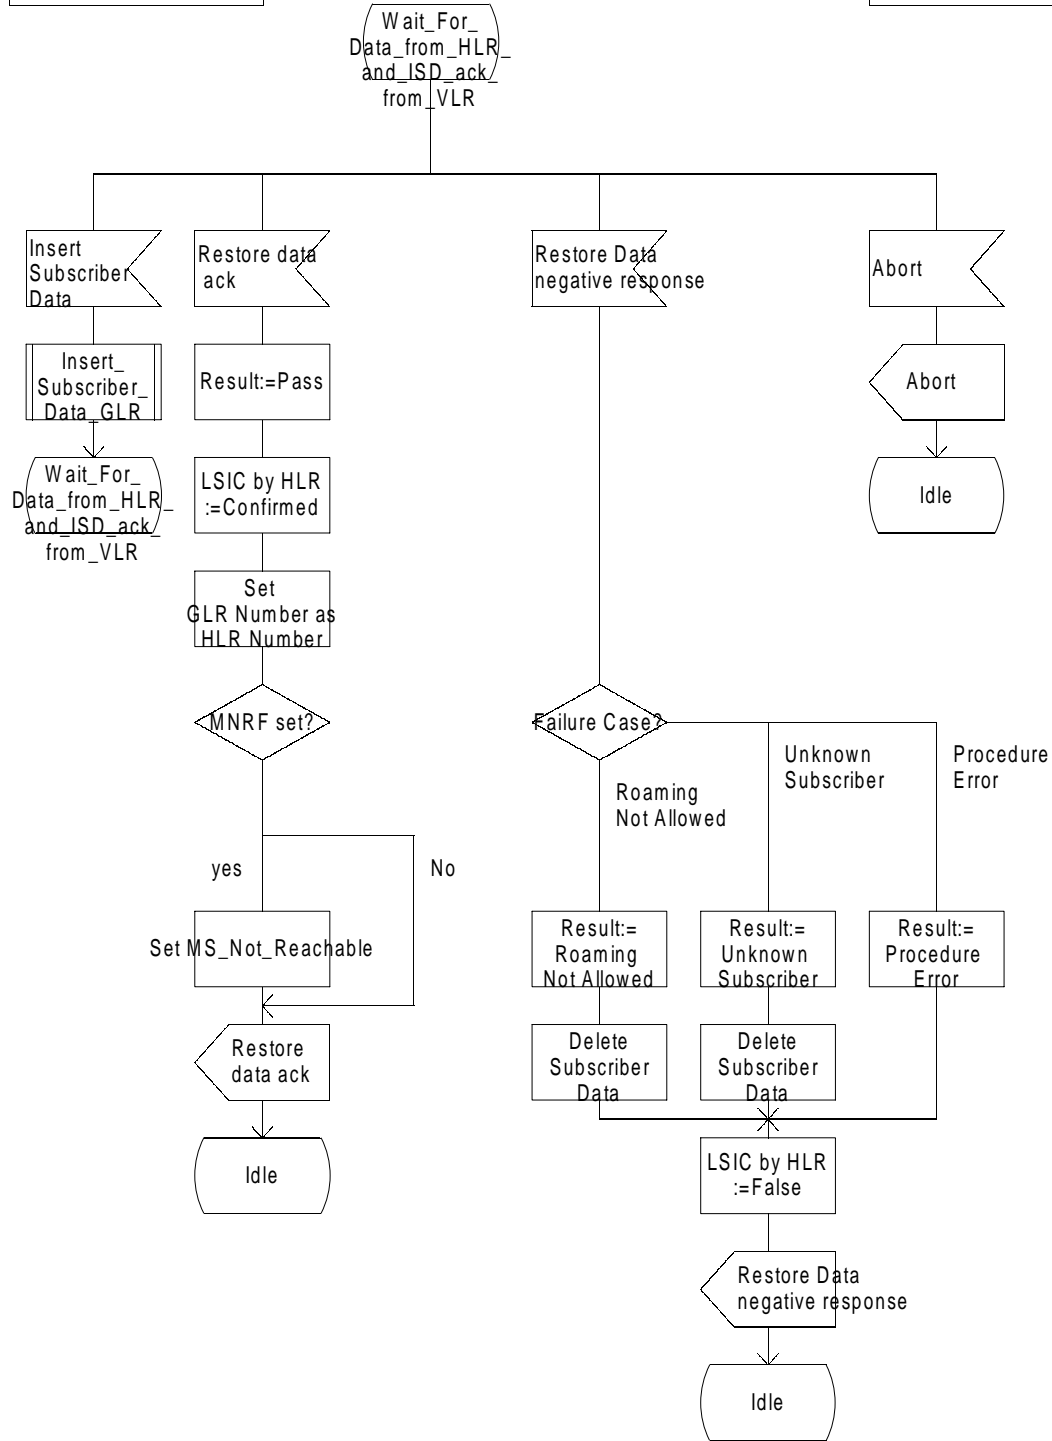 Wait_For_
Data_from_HLR_
and_ISD_ack_
from_VLR
Insert
Subscriber
Data
Restore data
ack
Restore Data
negative response
Abort
Insert_
Subscriber_
Data_GLR
Result:=Pass
Abort
Wait_For_
Data_from_HLR_
and_ISD_ack_
from_VLR
LSIC by HLR
:=Confirmed
Idle
Set
GLR Number as
HLR Number
MNRF set?
Failure Case?
Roaming
Not Allowed
Unknown
Subscriber
Procedure
Error
yes
No
Set MS_Not_Reachable
Result:=
Roaming
Not Allowed
Result:=
Unknown
Subscriber
Result:=
Procedure
Error
Restore
data ack
Delete
Subscriber
Data
Delete
Subscriber
Data
Idle
LSIC by HLR
:=False
Restore Data
negative response
Idle